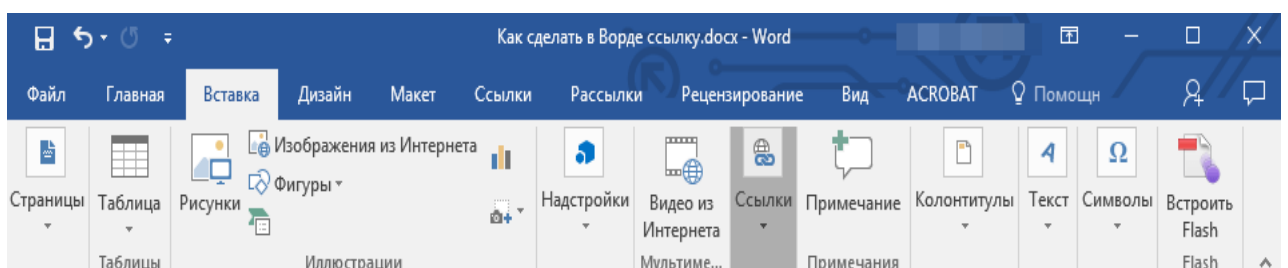 Как сделать в Ворде ссылку.docx - Word
Файл Главная Вставка Дизайн Макет Ссылки Рассылки Рецензирование Вид ACROBAT Помощн
Страницы Таблица Рисунки Изображения из Интернета Фигуры Надстройки Видео из Интернета Ссылки Примечание Колонтитулы Текст Символы Встроить Flash
Таблицы Иллюстрации Мультиме... Примечания Flash